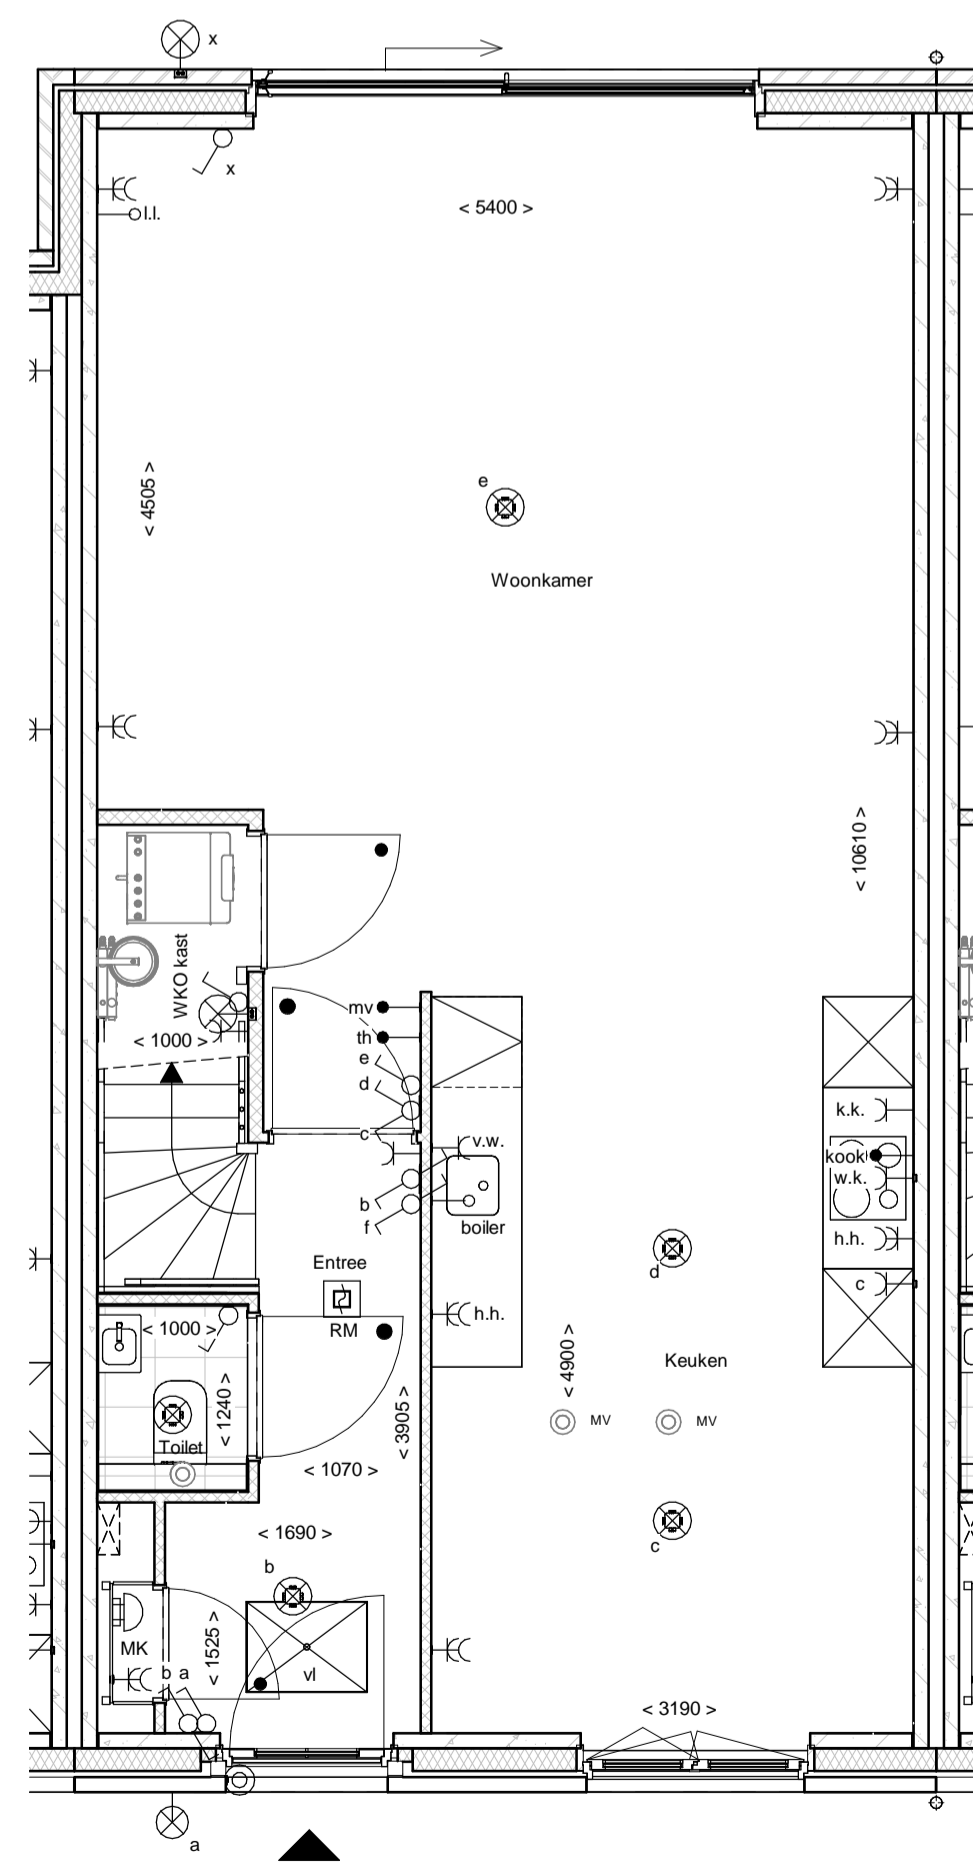 x
x
l.l.
< 5400 >
< 4505 >
e
Woonkamer
< 10610 >
WKO kast
< 1000 >
mv
th
e
d
c
v.w.
k.k.
kook
w.k.
b
f
boiler
h.h.
d
c
Entree
RM
h.h.
< 1000 >
< 1240 >
Toilet
< 4900 >
Keuken
< 3905 >
MV
MV
< 1070 >
< 1690 >
b
c
< 1525 >
MK
b a
vl
< 3190 >
a